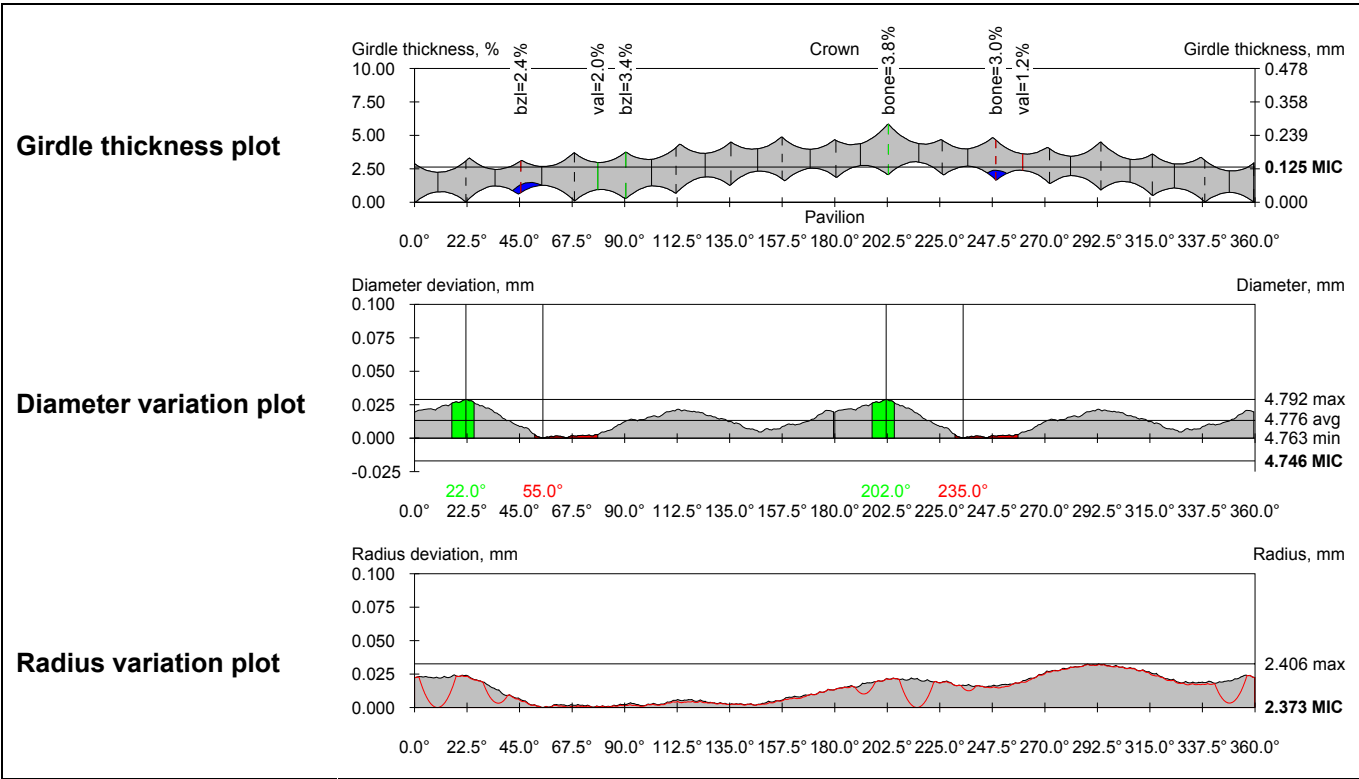 Girdle thickness plot
Girdle thickness, % Crown Girdle thickness, mm
bzl=2.4% val=2.0% bzl=3.4% bone=3.8% bone=3.0% val=1.2%
10.00 0.478
7.50 0.358
5.00 0.239
2.50 0.125 MIC
0.00 0.000
Pavilion
0.0° 22.5° 45.0° 67.5° 90.0° 112.5° 135.0° 157.5° 180.0° 202.5° 225.0° 247.5° 270.0° 292.5° 315.0° 337.5° 360.0°
Diameter variation plot
Diameter deviation, mm Diameter, mm
0.100
0.075
0.050
0.025 4.792 max
4.776 avg
0.000 4.763 min
4.746 MIC
-0.025
22.0° 55.0° 202.0° 235.0°
0.0° 22.5° 45.0° 67.5° 90.0° 112.5° 135.0° 157.5° 180.0° 202.5° 225.0° 247.5° 270.0° 292.5° 315.0° 337.5° 360.0°
Radius variation plot
Radius deviation, mm Radius, mm
0.100
0.075
0.050
0.025 2.406 max
0.000 2.373 MIC
0.0° 22.5° 45.0° 67.5° 90.0° 112.5° 135.0° 157.5° 180.0° 202.5° 225.0° 247.5° 270.0° 292.5° 315.0° 337.5° 360.0°